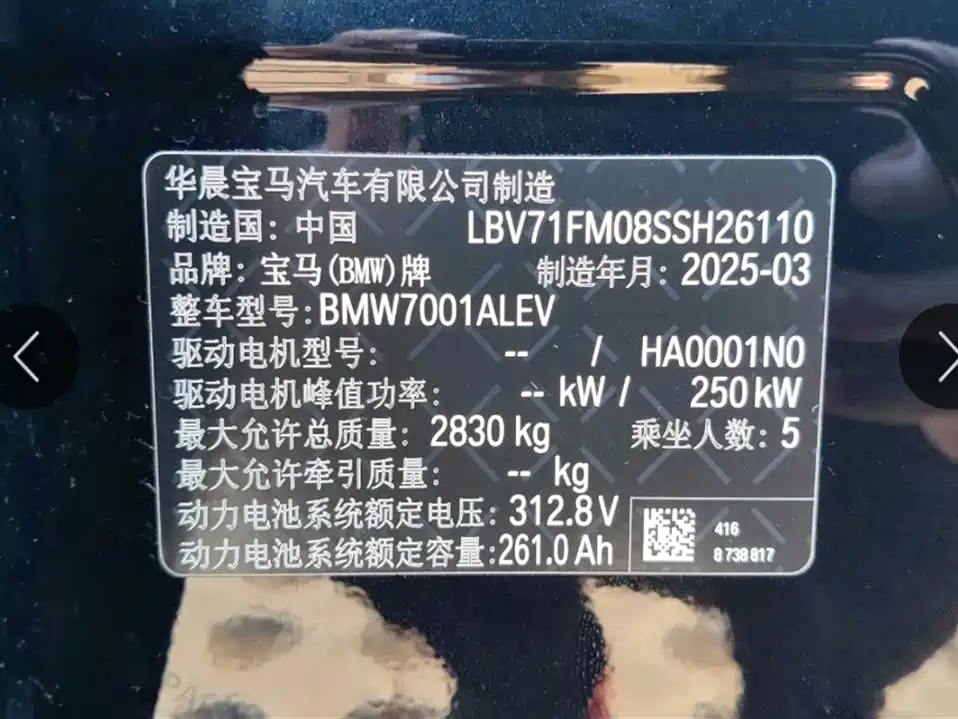 华晨宝马汽车有限公司制造
制造国：中国 LBV71FM08SSH26110
品牌：宝马(BMW)牌 制造年月：2025-03
整车型号：BMW7001ALEV
驱动电机型号： -- / HA0001N0
驱动电机峰值功率： -- kW / 250 kW
最大允许总质量：2830 kg 乘坐人数：5
最大允许牵引质量： -- kg
动力电池系统额定电压：312.8 V
动力电池系统额定容量：261.0 Ah
416
8 738 817